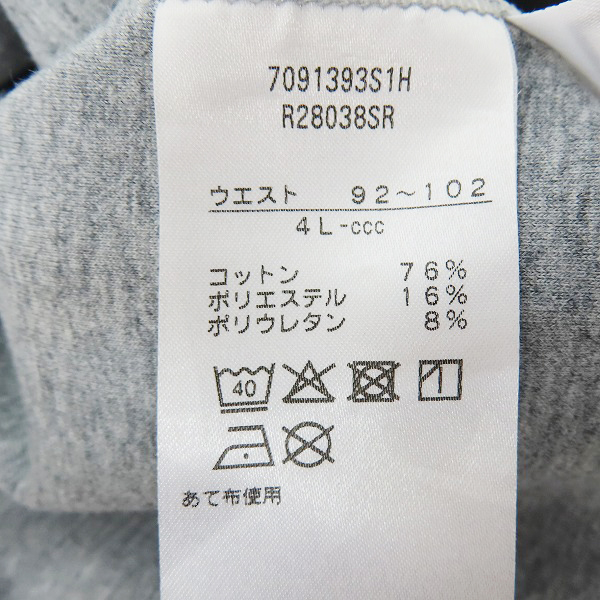 7091393S1H
R28038SR
ウエスト 92～102
4L-ccc
コットン 76%
ポリエステル 16%
ポリウレタン 8%
40
あて布使用